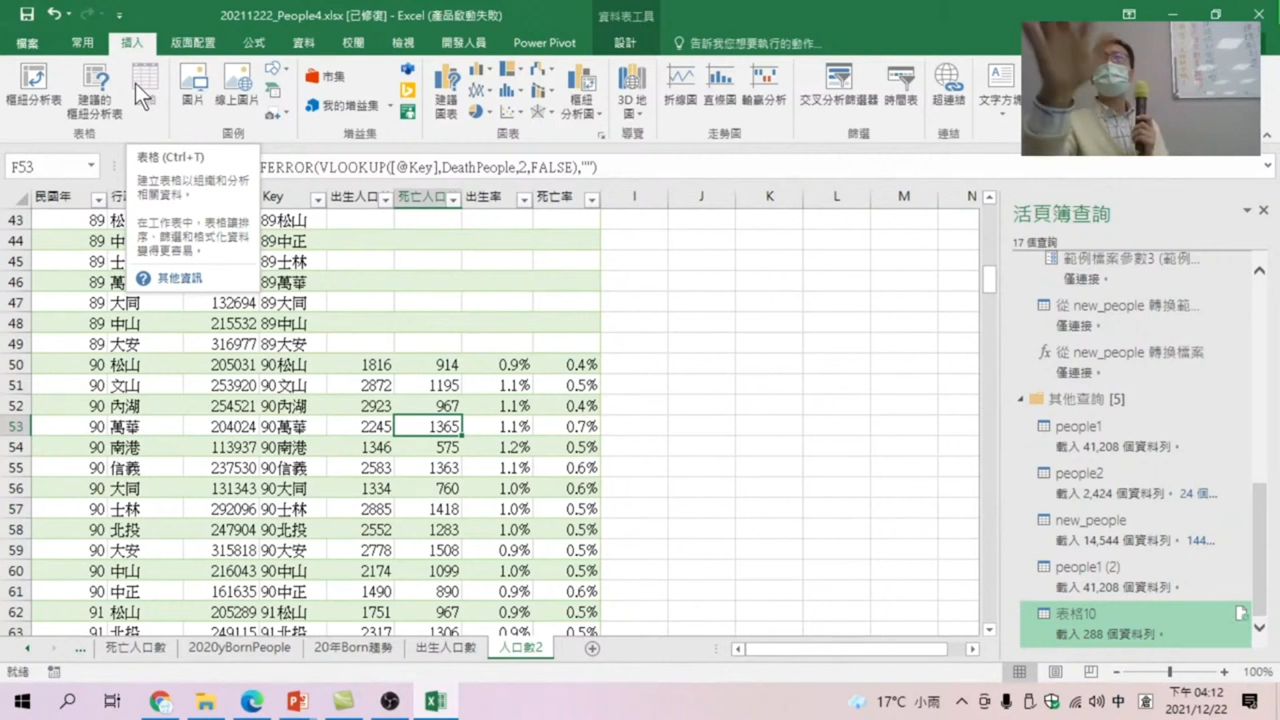 20211222_People4.xlsx [已修復] - Excel (產品啟動失敗)
資料表工具
檔案 常用 插入 版面配置 公式 資料 校閱 檢視 開發人員 Power Pivot 設計 告訴我您想要執行的動作...
樞紐分析表 建議的 樞紐分析表 圖片 線上圖片 市集 我的增益集 建議 圖表 樞紐 分析圖 3D 地 圖 折線圖 直條圖 輸贏分析 交叉分析篩選器 時間表 超連結 文字方塊
表格 圖例 增益集 圖表 導覽 走勢圖 篩選 連結
F53
FERROR(VLOOKUP([@Key],DeathPeople,2,FALSE),"")
表格 (Ctrl+T)
建立表格以組織和分析
相關資料。
在工作表中，表格讓排
序、篩選和格式化資料
變得更容易。
其他資訊
民國年 Key 出生人口 死亡人口 出生率 死亡率 I J K L M N
43 89 松 89松山
44 89 中 89中正
45 89 士 89士林
46 89 萬 89萬華
47 89 大同 132694 89大同
48 89 中山 215532 89中山
49 89 大安 316977 89大安
50 90 松山 205031 90松山 1816 914 0.9% 0.4%
51 90 文山 253920 90文山 2872 1195 1.1% 0.5%
52 90 內湖 254521 90內湖 2923 967 1.1% 0.4%
53 90 萬華 204024 90萬華 2245 1365 1.1% 0.7%
54 90 南港 113937 90南港 1346 575 1.2% 0.5%
55 90 信義 237530 90信義 2583 1363 1.1% 0.6%
56 90 大同 131343 90大同 1334 760 1.0% 0.6%
57 90 士林 292096 90士林 2885 1418 1.0% 0.5%
58 90 北投 247904 90北投 2552 1283 1.0% 0.5%
59 90 大安 315818 90大安 2778 1508 0.9% 0.5%
60 90 中山 216043 90中山 2174 1099 1.0% 0.5%
61 90 中正 161635 90中正 1490 890 0.9% 0.6%
62 91 松山 205289 91松山 1751 967 0.9% 0.5%
63 91 北投 249115 91北投 2317 1306 0.9% 0.5%
活頁簿查詢
17 個查詢
範例檔案參數3 (範例...
僅連接。
從 new_people 轉換範...
僅連接。
fx 從 new_people 轉換檔案
僅連接。
其他查詢 [5]
people1
載入 41,208 個資料列。
people2
載入 2,424 個資料列。 24 個...
new_people
載入 14,544 個資料列。 144...
people1 (2)
載入 41,208 個資料列。
表格10
載入 288 個資料列。
... 死亡人口數 2020yBornPeople 20年Born趨勢 出生人口數 人口數2
就緒 100%
17°C 小雨 中 下午 04:12
2021/12/22